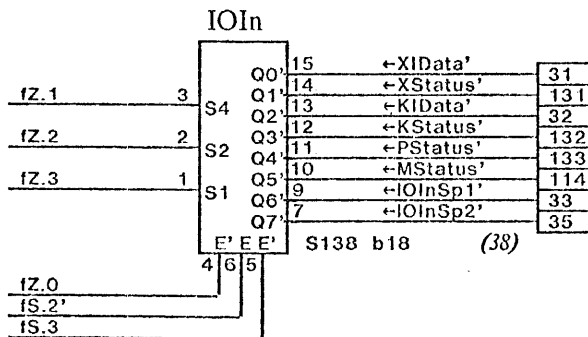 IOIn
15 ←XIData' 31
Q0'
14 ←XStatus' 131
fZ.1 3 S4 Q1'
13 ←KIData' 32
Q2'
12 ←KStatus' 132
fZ.2 2 S2 Q3'
11 ←PStatus' 133
Q4'
10 ←MStatus' 114
fZ.3 1 S1 Q5'
9 ←IOInSp1' 33
Q6'
7 ←IOInSp2' 35
Q7'
E' E E' S138 b18 (38)
4 6 5
fZ.0
fS.2'
fS.3